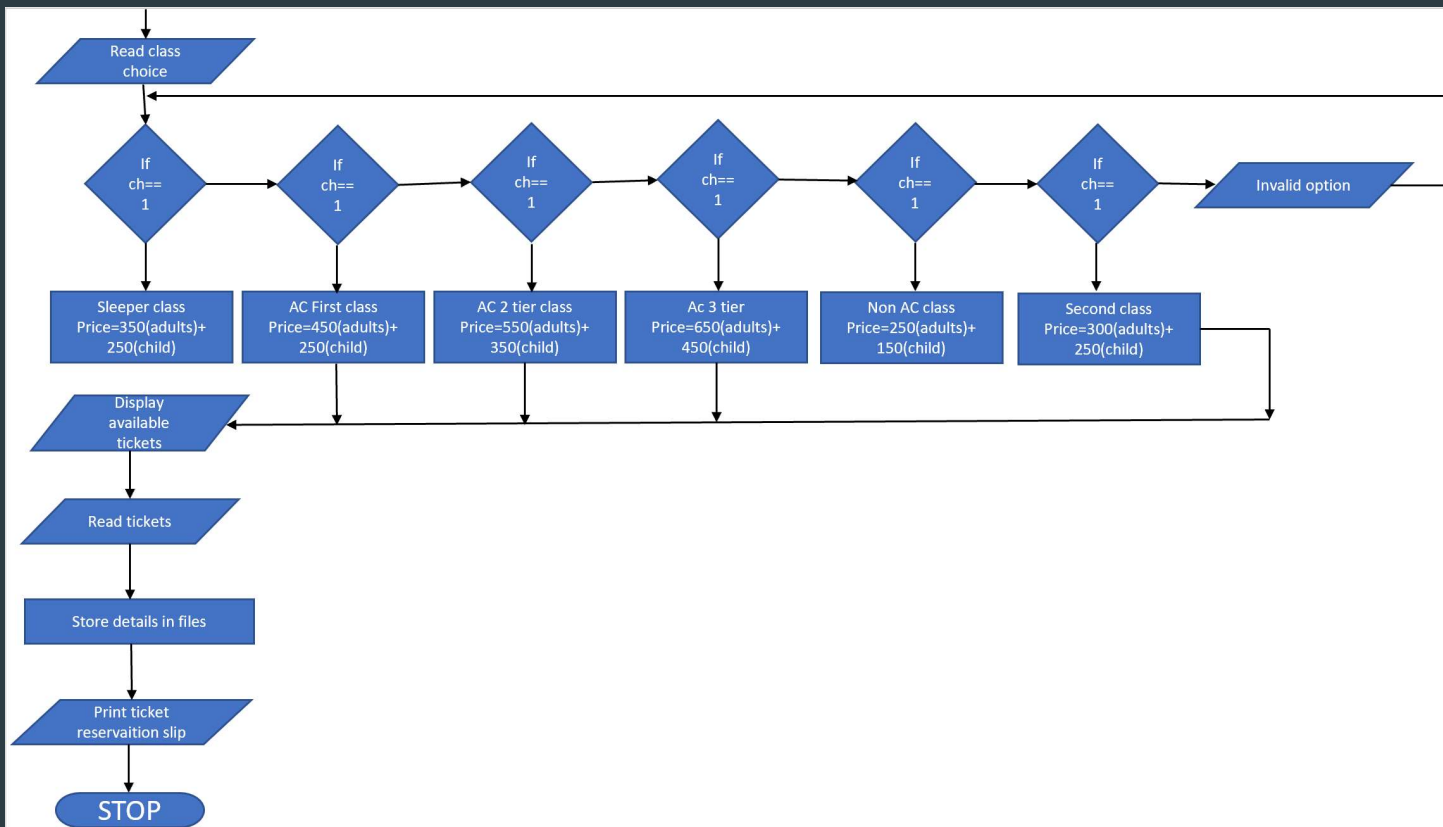 Read class
choice
If
ch==
1
If
ch==
1
If
ch==
1
If
ch==
1
If
ch==
1
If
ch==
1
Invalid option
Sleeper class
Price=350(adults)+
250(child)
AC First class
Price=450(adults)+
250(child)
AC 2 tier class
Price=550(adults)+
350(child)
Ac 3 tier
Price=650(adults)+
450(child)
Non AC class
Price=250(adults)+
150(child)
Second class
Price=300(adults)+
250(child)
Display
available
tickets
Read tickets
Store details in files
Print ticket
reservaition slip
STOP